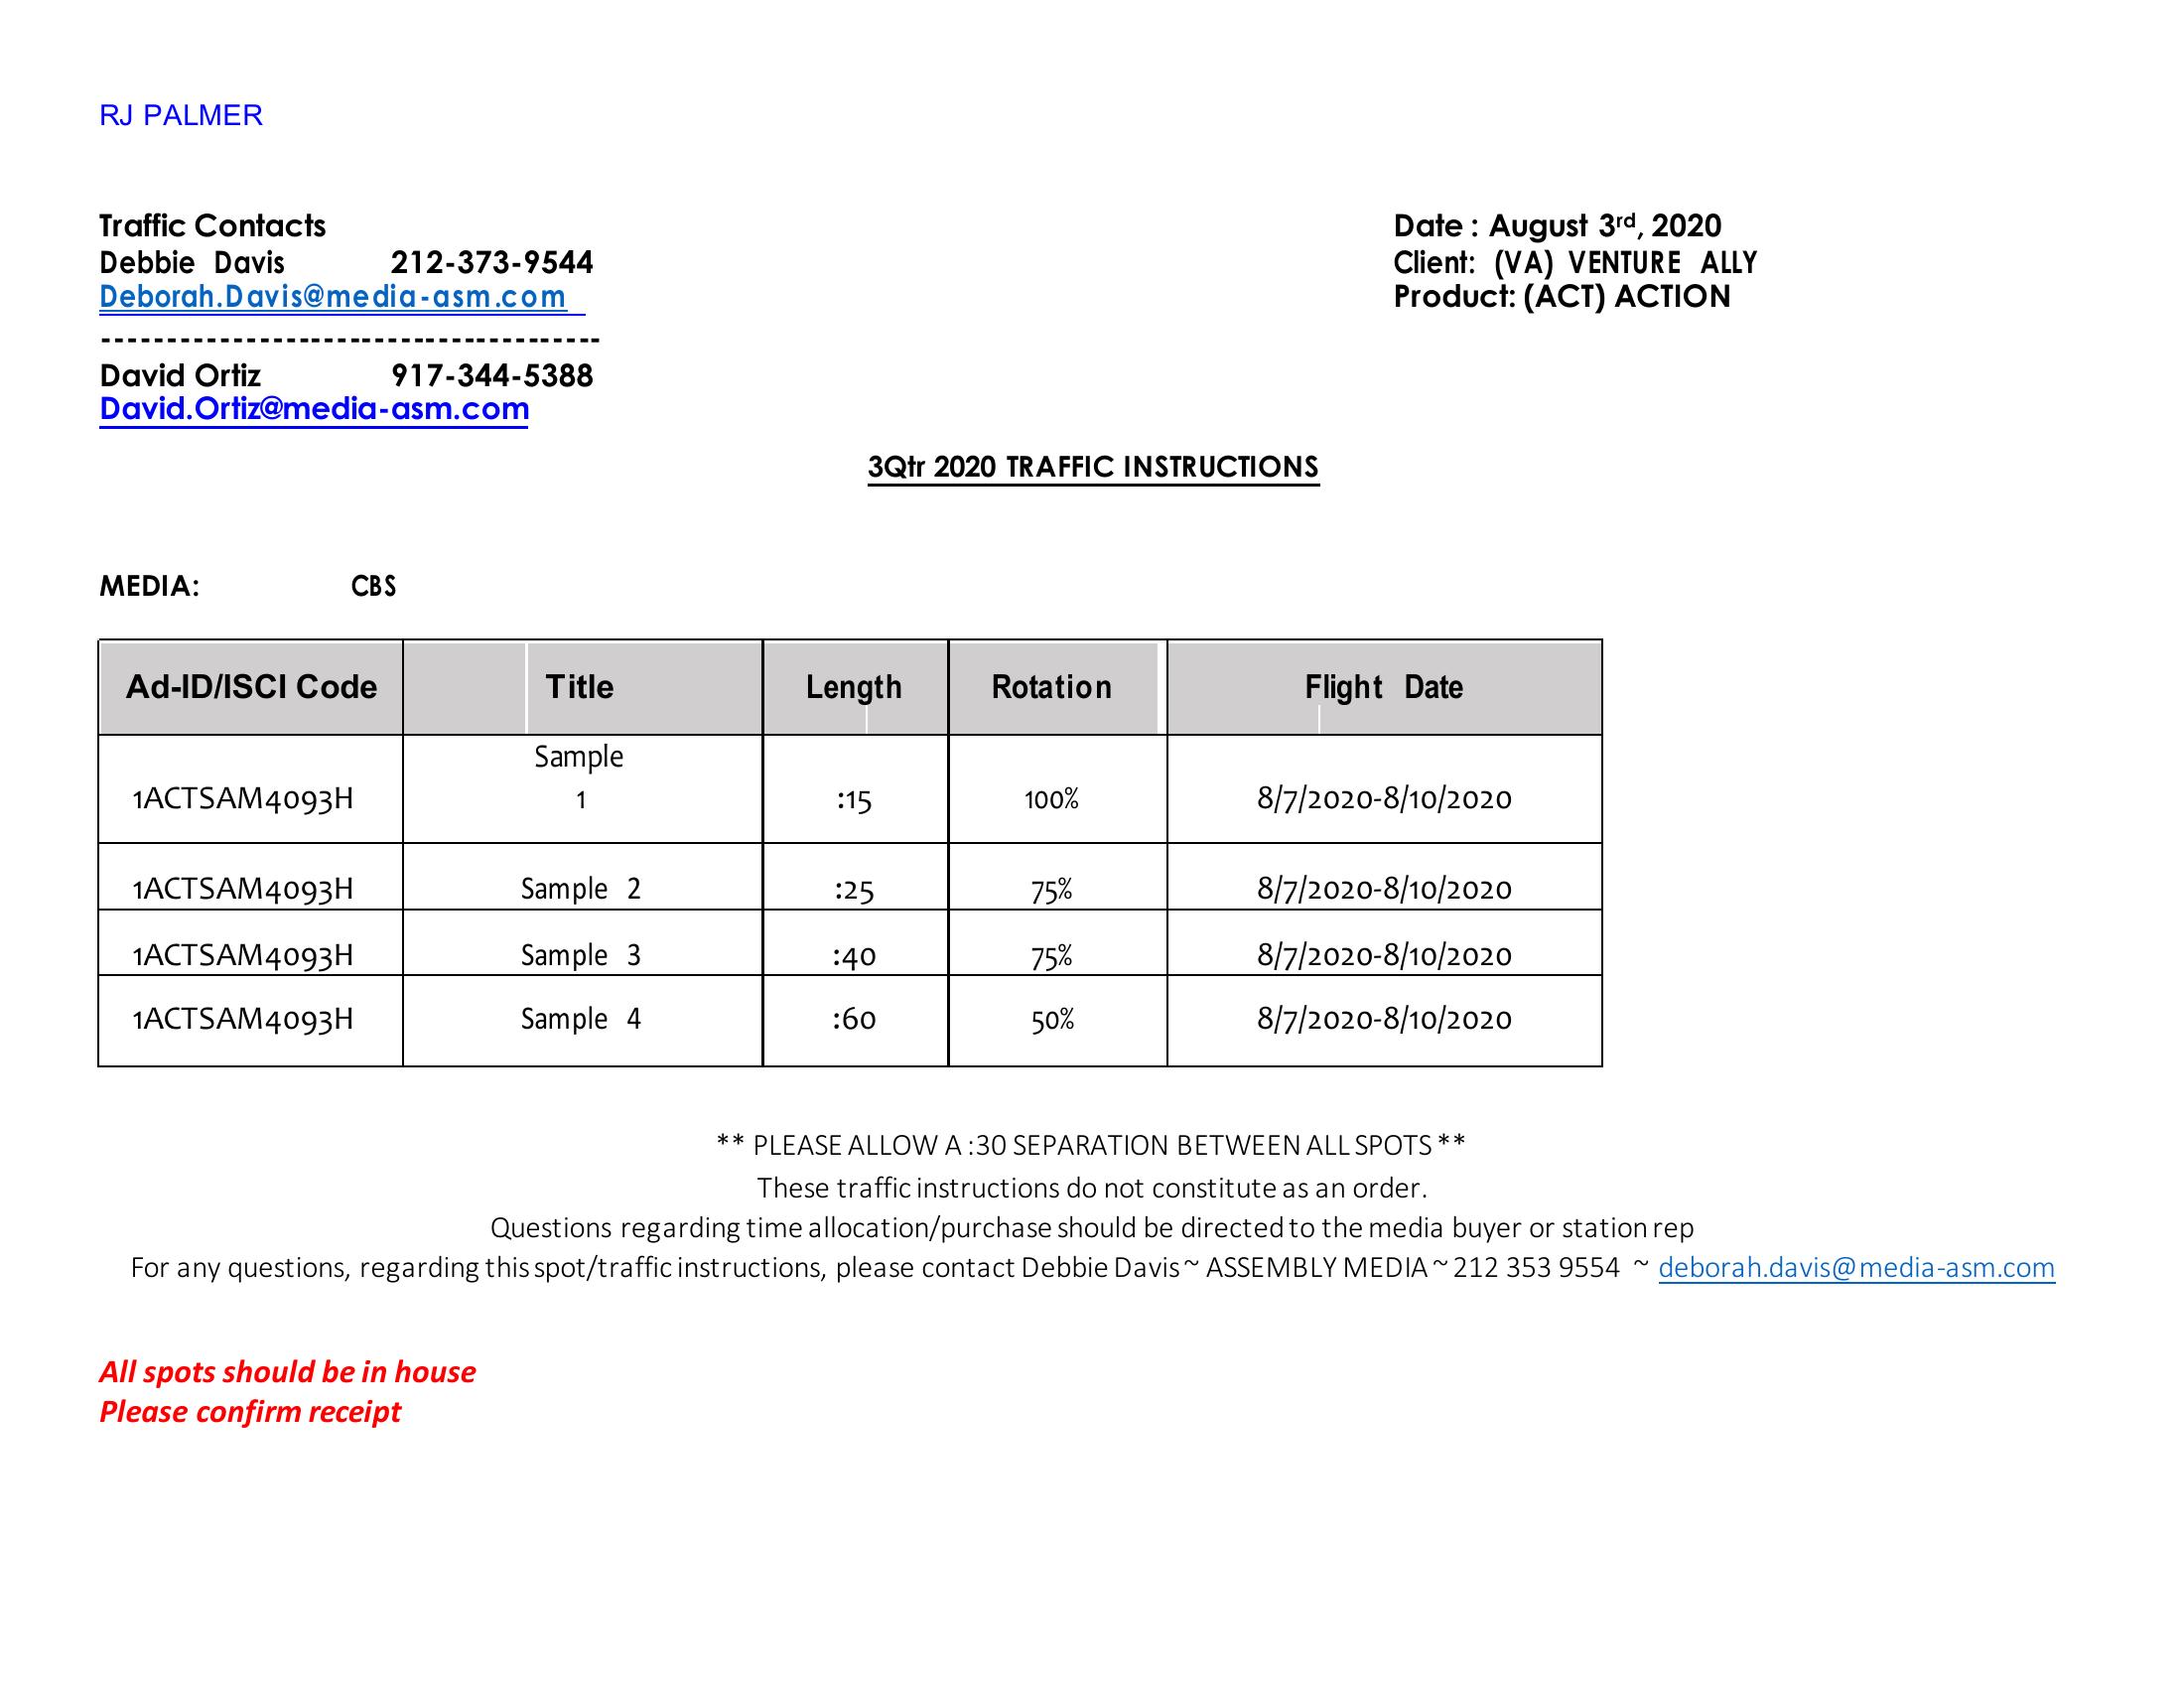 RJ PALMER
Traffic Contacts
Debbie Davis 212-373-9544
Deborah.Davis@media-asm.com
---------------------------------------
David Ortiz 917-344-5388
David.Ortiz@media-asm.com
Date : August 3rd, 2020
Client: (VA) VENTURE ALLY
Product: (ACT) ACTION
3Qtr 2020 TRAFFIC INSTRUCTIONS
MEDIA: CBS
Ad-ID/ISCI Code Title Length Rotation Flight Date
Sample
1ACTSAM4093H 1 :15 100% 8/7/2020-8/10/2020
1ACTSAM4093H Sample 2 :25 75% 8/7/2020-8/10/2020
1ACTSAM4093H Sample 3 :40 75% 8/7/2020-8/10/2020
1ACTSAM4093H Sample 4 :60 50% 8/7/2020-8/10/2020
** PLEASE ALLOW A :30 SEPARATION BETWEEN ALL SPOTS **
These traffic instructions do not constitute as an order.
Questions regarding time allocation/purchase should be directed to the media buyer or station rep
For any questions, regarding this spot/traffic instructions, please contact Debbie Davis ~ ASSEMBLY MEDIA ~ 212 353 9554 ~ deborah.davis@media-asm.com
All spots should be in house
Please confirm receipt